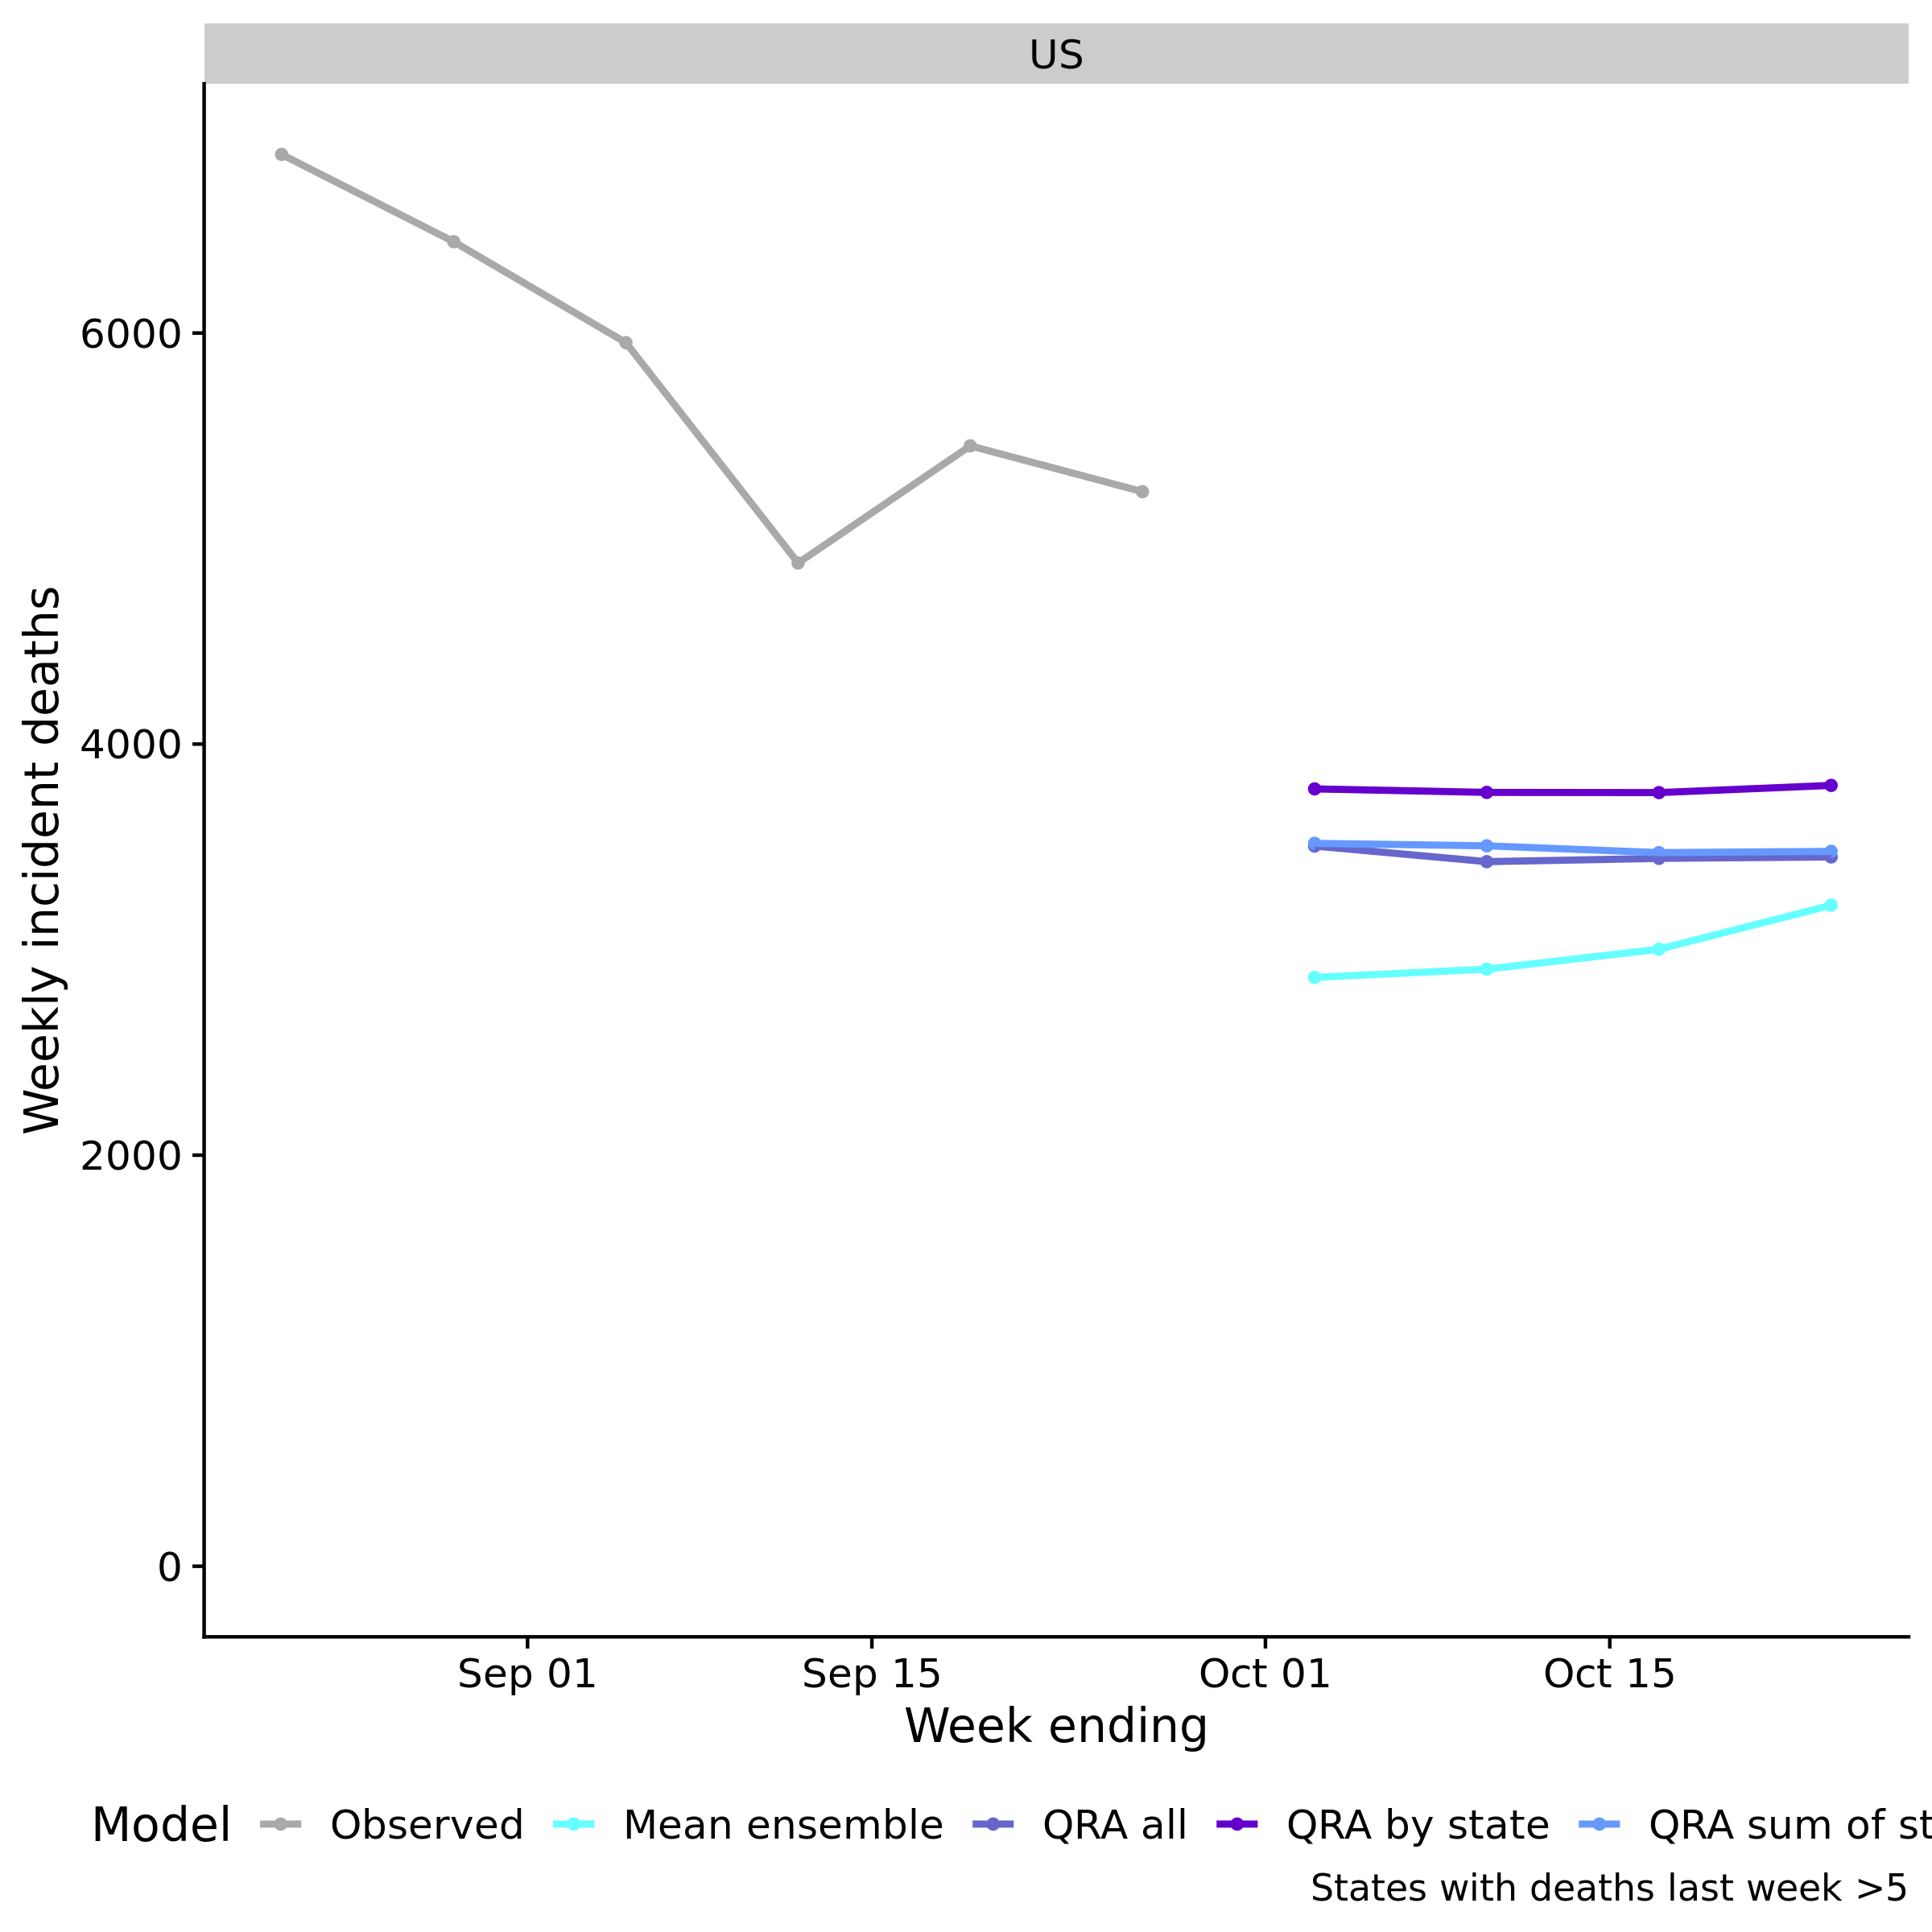 US
6000
4000
2000
0
Weekly incident deaths
Sep 01 Sep 15 Oct 01 Oct 15
Week ending
Model Observed Mean ensemble QRA all QRA by state QRA sum of st
States with deaths last week >5